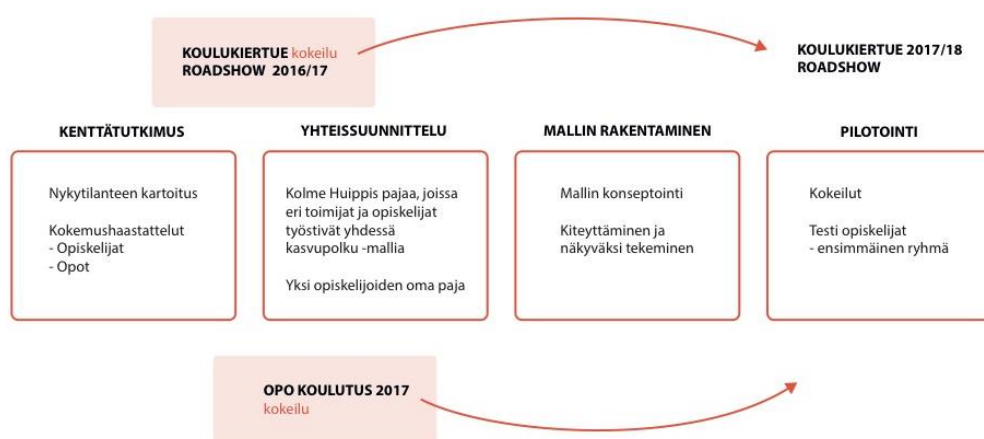 KOULUKIERTUE kokeilu
ROADSHOW 2016/17
KOULUKIERTUE 2017/18
ROADSHOW
KENTTÄTUTKIMUS
Nykytilanteen kartoitus
Kokemushaastattelut
- Opiskelijat
- Opot
YHTEISSUUNNITTELU
Kolme Huippis pajaa, joissa
eri toimijat ja opiskelijat
työstivät yhdessä
kasvupolku -mallia
Yksi opiskelijoiden oma paja
MALLIN RAKENTAMINEN
Mallin konseptointi
Kiteyttäminen ja
näkyväksi tekeminen
PILOTOINTI
Kokeilut
Testi opiskelijat
- ensimmäinen ryhmä
OPO KOULUTUS 2017
kokeilu